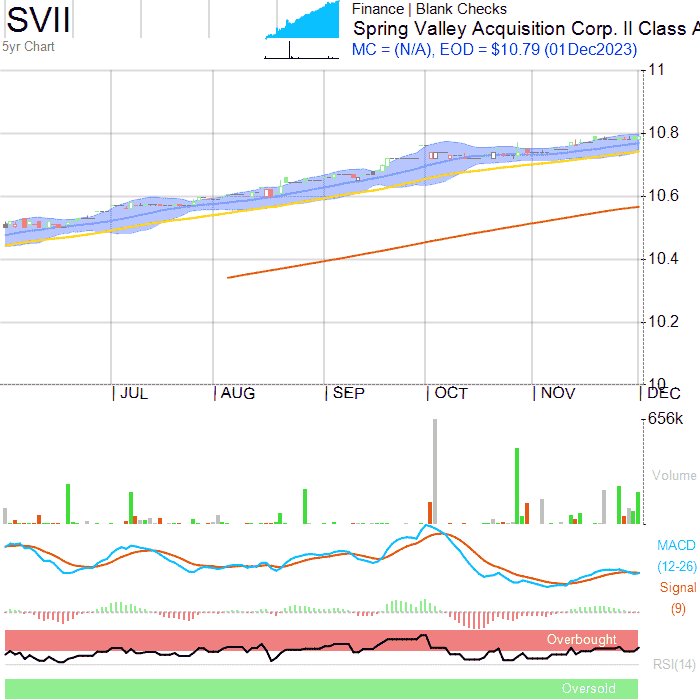 SVII
5yr Chart
Finance | Blank Checks
Spring Valley Acquisition Corp. II Class A
MC = (N/A), EOD = $10.79 (01Dec2023)
11
10.8
10.6
10.4
10.2
10
JUL
AUG
SEP
OCT
NOV
DEC
656k
Volume
MACD
(12-26)
Signal
(9)
Overbought
RSI(14)
Oversold